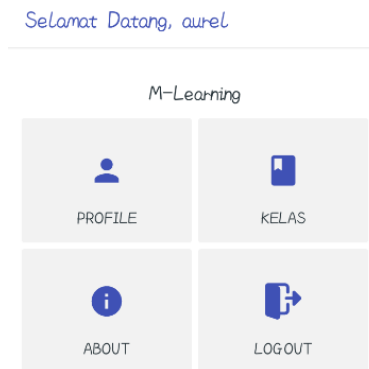 Selamat Datang, aurel
M-Learning
PROFILE KELAS
ABOUT LOGOUT